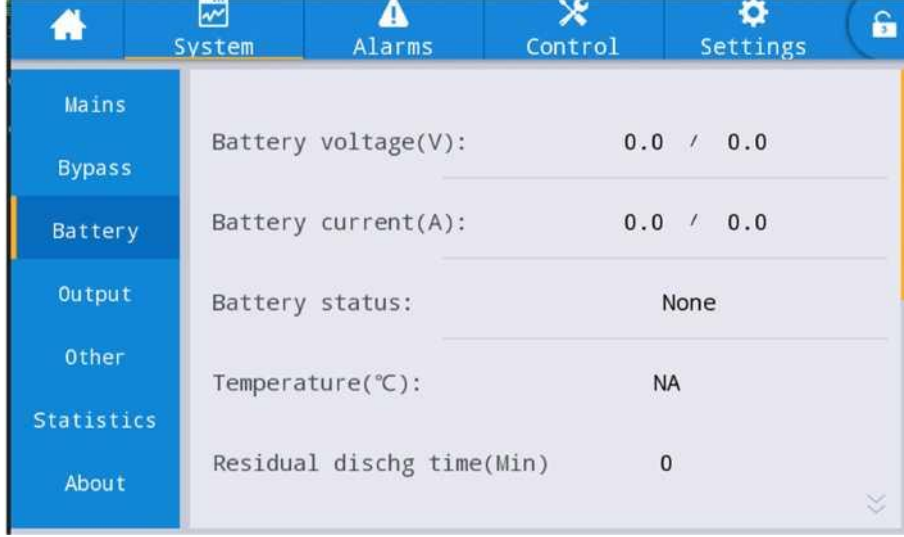 System Alarms Control Settings
Mains
Bypass
Battery
Output
Other
Statistics
About
Battery voltage(V): 0.0 / 0.0
Battery current(A): 0.0 / 0.0
Battery status: None
Temperature(℃): NA
Residual dischg time(Min) 0